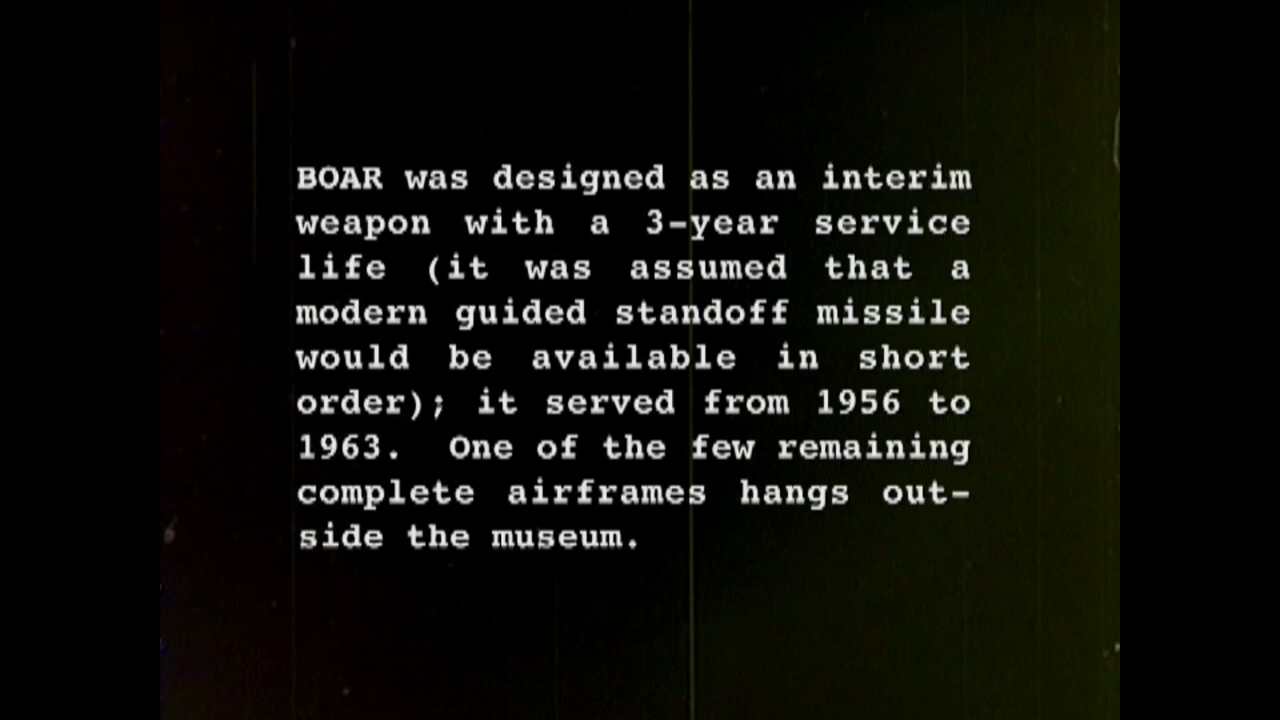 BOAR was designed as an interim
weapon with a 3-year service
life (it was assumed that a
modern guided standoff missile
would be available in short
order); it served from 1956 to
1963. One of the few remaining
complete airframes hangs out-
side the museum.